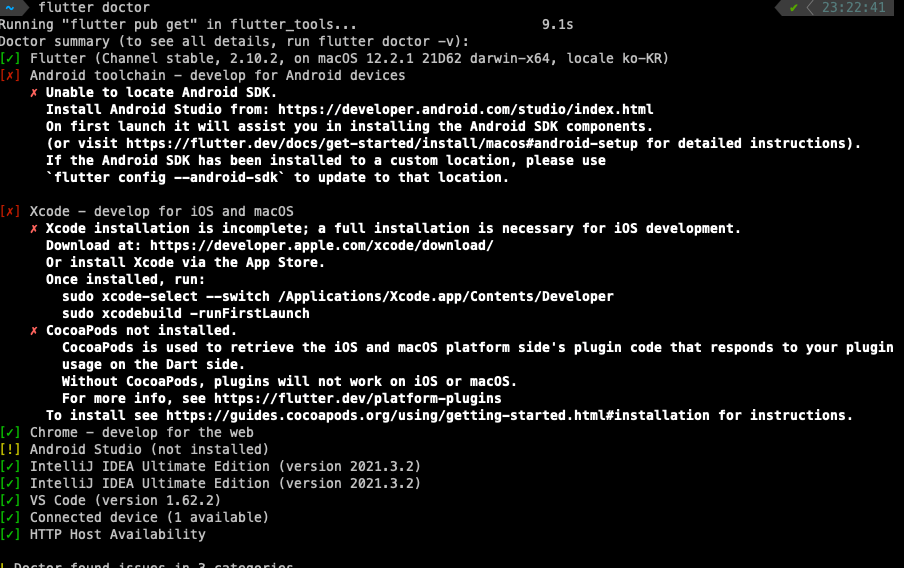 ~ flutter doctor ✔ 23:22:41
Running "flutter pub get" in flutter_tools... 9.1s
Doctor summary (to see all details, run flutter doctor -v):
[✓] Flutter (Channel stable, 2.10.2, on macOS 12.2.1 21D62 darwin-x64, locale ko-KR)
[✗] Android toolchain - develop for Android devices
✗ Unable to locate Android SDK.
Install Android Studio from: https://developer.android.com/studio/index.html
On first launch it will assist you in installing the Android SDK components.
(or visit https://flutter.dev/docs/get-started/install/macos#android-setup for detailed instructions).
If the Android SDK has been installed to a custom location, please use
`flutter config --android-sdk` to update to that location.
[✗] Xcode - develop for iOS and macOS
✗ Xcode installation is incomplete; a full installation is necessary for iOS development.
Download at: https://developer.apple.com/xcode/download/
Or install Xcode via the App Store.
Once installed, run:
sudo xcode-select --switch /Applications/Xcode.app/Contents/Developer
sudo xcodebuild -runFirstLaunch
✗ CocoaPods not installed.
CocoaPods is used to retrieve the iOS and macOS platform side's plugin code that responds to your plugin
usage on the Dart side.
Without CocoaPods, plugins will not work on iOS or macOS.
For more info, see https://flutter.dev/platform-plugins
To install see https://guides.cocoapods.org/using/getting-started.html#installation for instructions.
[✓] Chrome - develop for the web
[!] Android Studio (not installed)
[✓] IntelliJ IDEA Ultimate Edition (version 2021.3.2)
[✓] IntelliJ IDEA Ultimate Edition (version 2021.3.2)
[✓] VS Code (version 1.62.2)
[✓] Connected device (1 available)
[✓] HTTP Host Availability
! Doctor found issues in 3 categories.